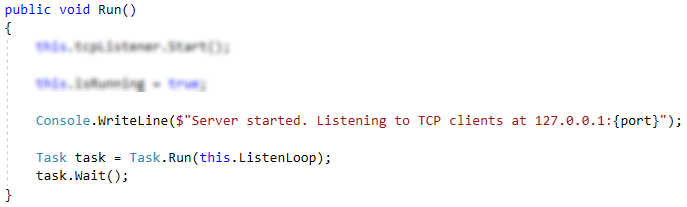 public void Run()
{
this.tcpListener.Start();
this.isRunning = true;
Console.WriteLine($"Server started. Listening to TCP clients at 127.0.0.1:{port}");
Task task = Task.Run(this.ListenLoop);
task.Wait();
}